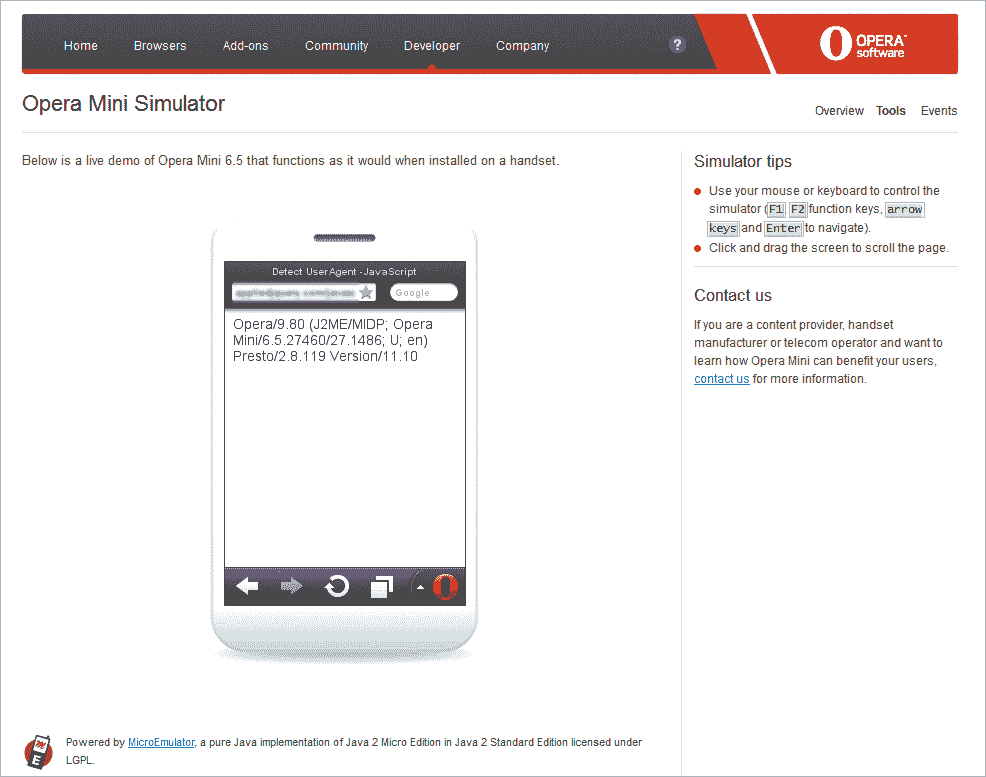 Home Browsers Add-ons Community Developer Company ? OPERA software
Opera Mini Simulator
Overview Tools Events
Below is a live demo of Opera Mini 6.5 that functions as it would when installed on a handset.
Detect UserAgent -JavaScript
Google
Opera/9.80 (J2ME/MIDP; Opera
Mini/6.5.27460/27.1486; U; en)
Presto/2.8.119 Version/11.10
Simulator tips
Use your mouse or keyboard to control the
simulator (F1 F2 function keys, arrow
keys and Enter to navigate).
Click and drag the screen to scroll the page.
Contact us
If you are a content provider, handset
manufacturer or telecom operator and want to
learn how Opera Mini can benefit your users,
contact us for more information.
Powered by MicroEmulator, a pure Java implementation of Java 2 Micro Edition in Java 2 Standard Edition licensed under
LGPL.